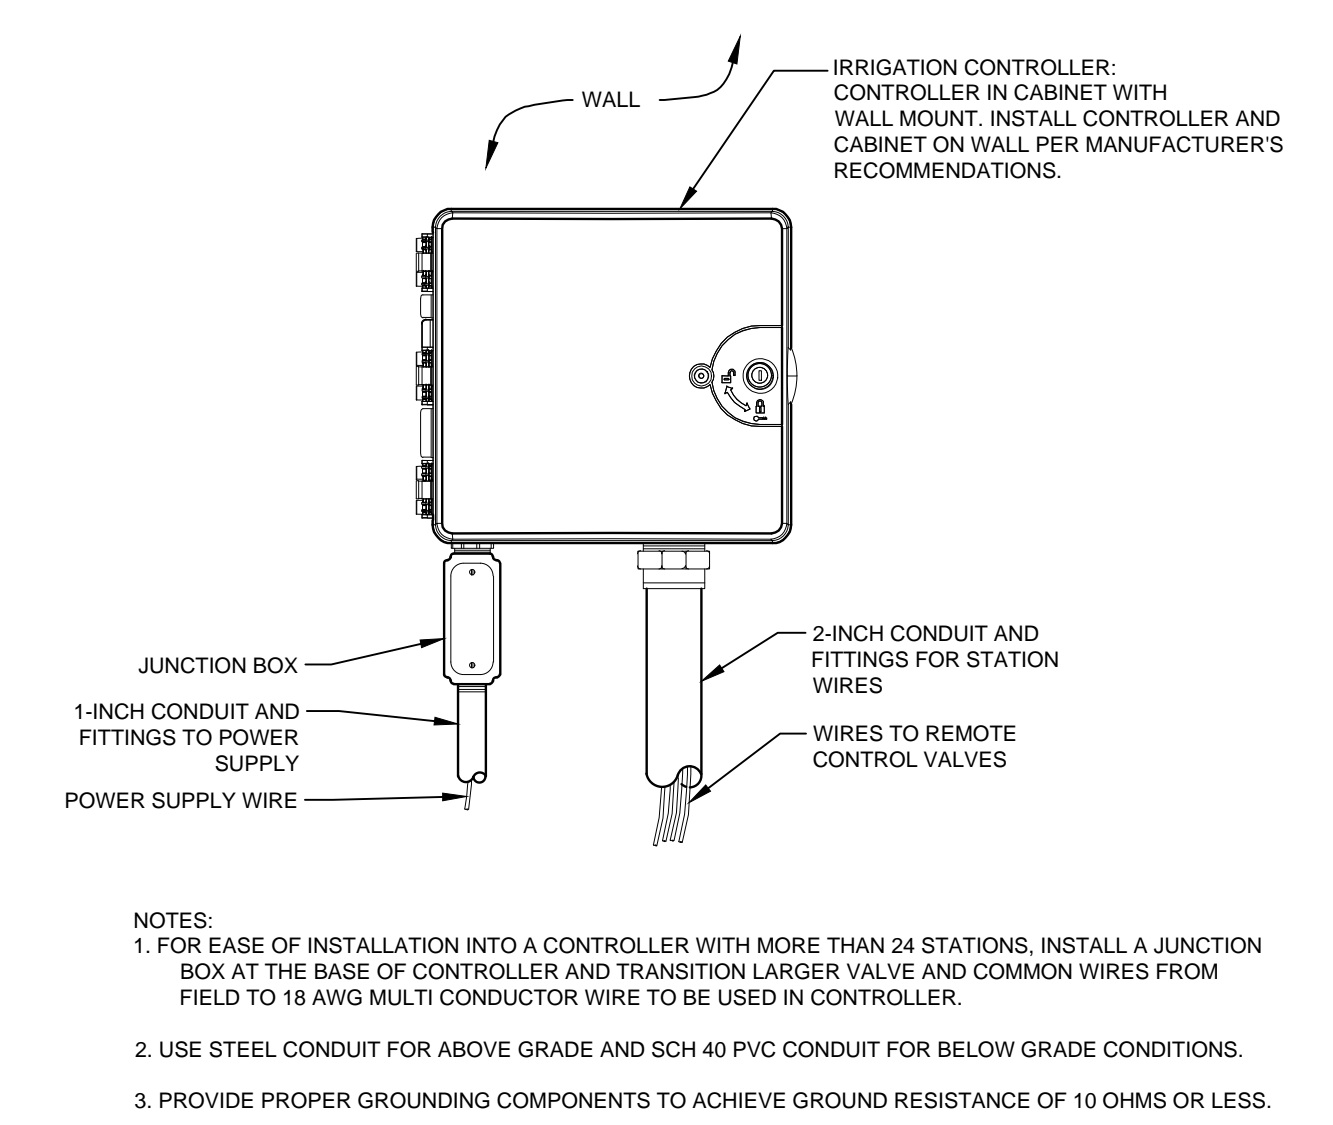 WALL
IRRIGATION CONTROLLER:
CONTROLLER IN CABINET WITH
WALL MOUNT. INSTALL CONTROLLER AND
CABINET ON WALL PER MANUFACTURER'S
RECOMMENDATIONS.
JUNCTION BOX
1-INCH CONDUIT AND
FITTINGS TO POWER
SUPPLY
POWER SUPPLY WIRE
2-INCH CONDUIT AND
FITTINGS FOR STATION
WIRES
WIRES TO REMOTE
CONTROL VALVES
NOTES:
1. FOR EASE OF INSTALLATION INTO A CONTROLLER WITH MORE THAN 24 STATIONS, INSTALL A JUNCTION
BOX AT THE BASE OF CONTROLLER AND TRANSITION LARGER VALVE AND COMMON WIRES FROM
FIELD TO 18 AWG MULTI CONDUCTOR WIRE TO BE USED IN CONTROLLER.
2. USE STEEL CONDUIT FOR ABOVE GRADE AND SCH 40 PVC CONDUIT FOR BELOW GRADE CONDITIONS.
3. PROVIDE PROPER GROUNDING COMPONENTS TO ACHIEVE GROUND RESISTANCE OF 10 OHMS OR LESS.